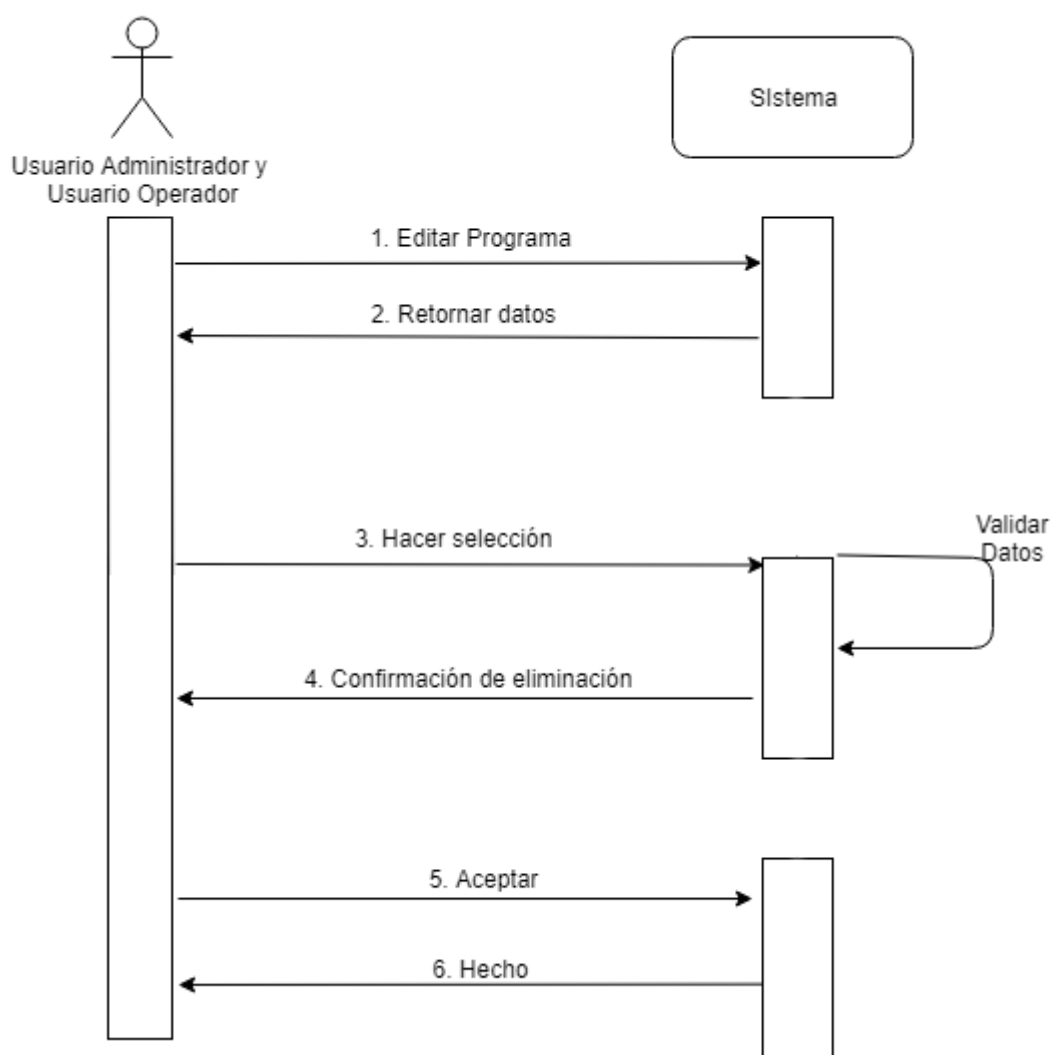 SIstema
Usuario Administrador y
Usuario Operador
1. Editar Programa
2. Retornar datos
Validar
Datos
3. Hacer selección
4. Confirmación de eliminación
5. Aceptar
6. Hecho